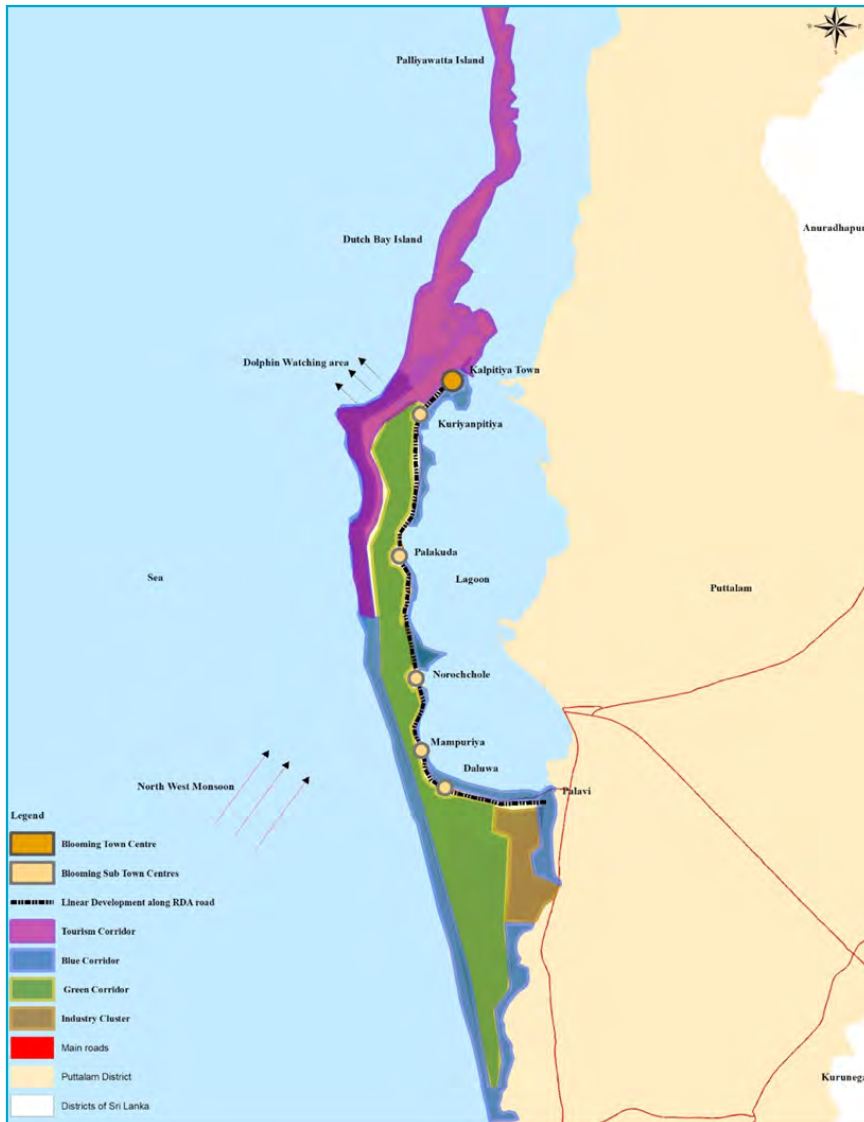 Palliyawatta Island
Anuradhapur
Dutch Bay Island
Dolphin Watching area
Kalpitiya Town
Kuriyanpitiya
Palakuda
Sea
Lagoon
Puttalam
Norochchole
Mampuriya
Daluwa
North West Monsoon
Palavi
Legend
Blooming Town Centre
Blooming Sub Town Centres
Linear Development along RDA road
Tourism Corridor
Blue Corridor
Green Corridor
Industry Cluster
Main roads
Puttalam District
Districts of Sri Lanka
Kurunega